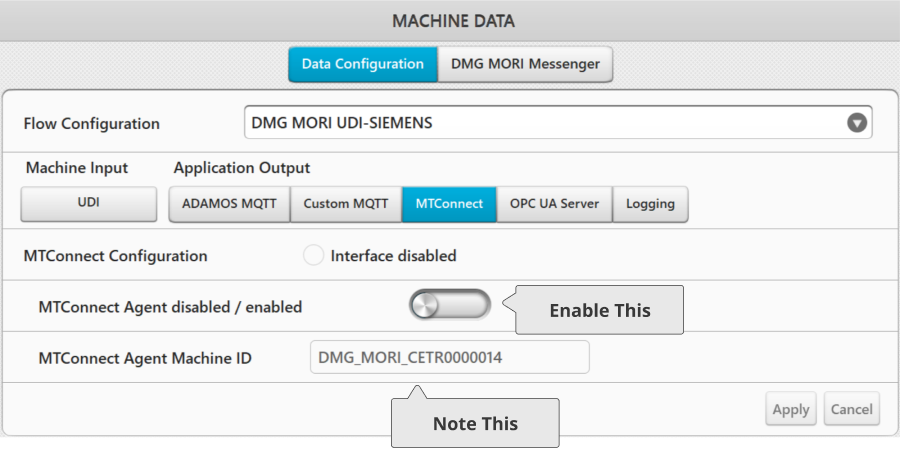 MACHINE DATA
Data Configuration DMG MORI Messenger
Flow Configuration DMG MORI UDI-SIEMENS
Machine Input Application Output
UDI ADAMOS MQTT Custom MQTT MTConnect OPC UA Server Logging
MTConnect Configuration Interface disabled
MTConnect Agent disabled / enabled Enable This
MTConnect Agent Machine ID DMG_MORI_CETR0000014
Apply Cancel
Note This